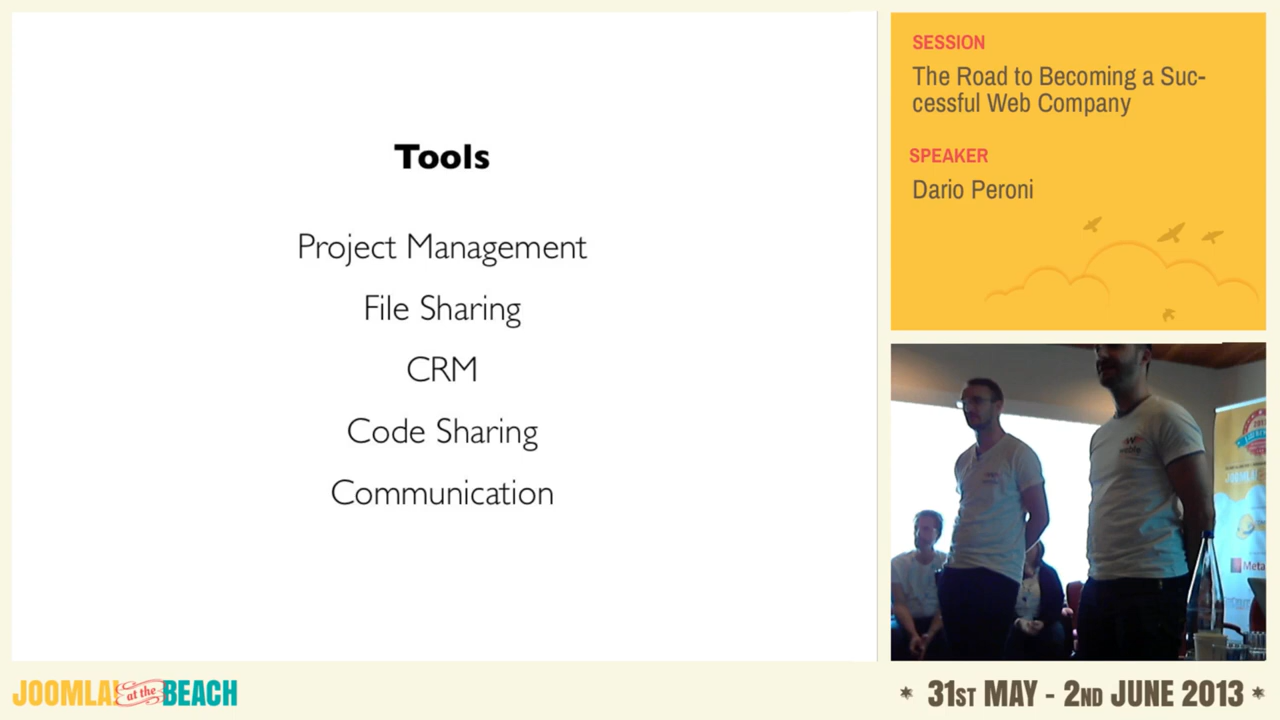 Tools
Project Management
File Sharing
CRM
Code Sharing
Communication
SESSION
The Road to Becoming a Suc-
cessful Web Company
SPEAKER
Dario Peroni
Meta
JOOMLA! at the BEACH
* 31ST MAY - 2ND JUNE 2013 *